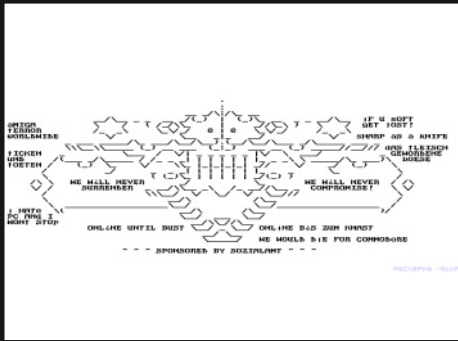 AMIGA
TERROR
WORLDWIDE
IF U SOFT
GET LOST!
SHARP AS A KNIFE
TICKEN
UND
TOETEN
DAS FLEISCH
GEWORDENE
BOESE
WE WILL NEVER
SURRENDER
WE WILL NEVER
COMPROMISE!
I HATE
PC AND I
WONT STOP
ONLINE UNTIL DUST
ONLINE BIS ZUM KNAST
WE WOULD DIE FOR COMMODORE
- - - SPONSORED BY SOZIALAMT - - -